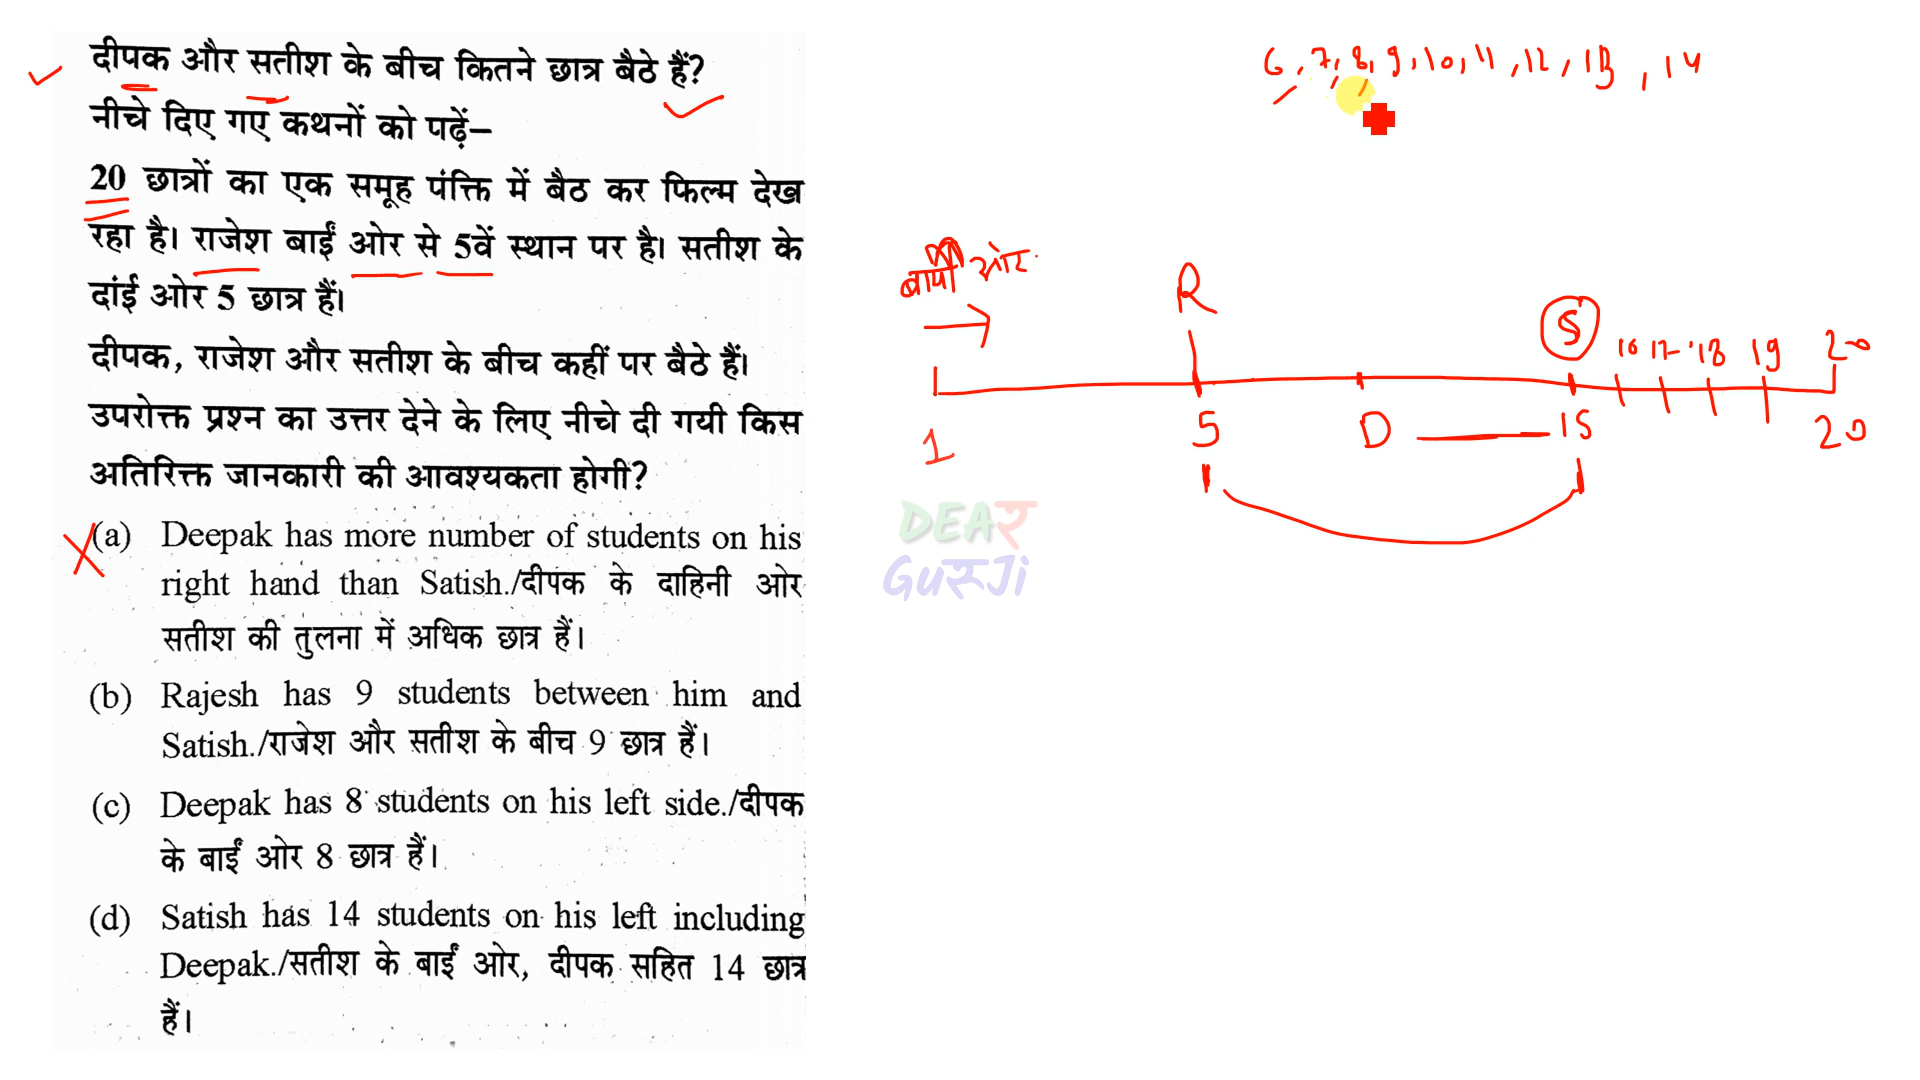 दीपक और सतीश के बीच कितने छात्र बैठे हैं?
नीचे दिए गए कथनों को पढ़ें–
20 छात्रों का एक समूह पंक्ति में बैठ कर फिल्म देख
रहा है। राजेश बाईं ओर से 5वें स्थान पर है। सतीश के
दांई ओर 5 छात्र हैं।
दीपक, राजेश और सतीश के बीच कहीं पर बैठे हैं।
उपरोक्त प्रश्न का उत्तर देने के लिए नीचे दी गयी किस
अतिरिक्त जानकारी की आवश्यकता होगी?
(a) Deepak has more number of students on his
right hand than Satish./दीपक के दाहिनी ओर
सतीश की तुलना में अधिक छात्र हैं।
(b) Rajesh has 9 students between him and
Satish./राजेश और सतीश के बीच 9 छात्र हैं।
(c) Deepak has 8 students on his left side./दीपक
के बाईं ओर 8 छात्र हैं।
(d) Satish has 14 students on his left including
Deepak./सतीश के बाईं ओर, दीपक सहित 14 छात्र
हैं।
6, 7, 8, 9, 10, 11, 12, 13, 14
ओर
R
S
16 17 18 19 20
1 5 D 15 20
DEAR
GuरूJi